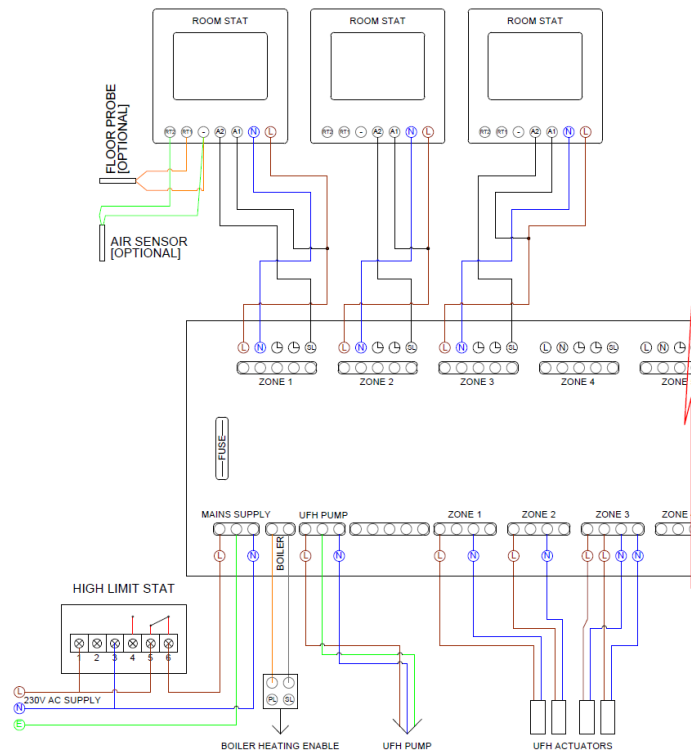 ROOM STAT
ROOM STAT
ROOM STAT
RT2 RT1 - A2 A1 N L
RT2 RT1 - A2 A1 N L
RT2 RT1 - A2 A1 N L
FLOOR PROBE
[OPTIONAL]
AIR SENSOR
[OPTIONAL]
L N SL
L N SL
L N SL
L N SL
L N
ZONE 1
ZONE 2
ZONE 3
ZONE 4
ZONE
FUSE
MAINS SUPPLY
UFH PUMP
ZONE 1
ZONE 2
ZONE 3
ZONE
BOILER
L N
L N
L N
L N
L L N N
HIGH LIMIT STAT
1 2 3 4 5 6
L
230V AC SUPPLY
N
E
PL SL
BOILER HEATING ENABLE
UFH PUMP
UFH ACTUATORS